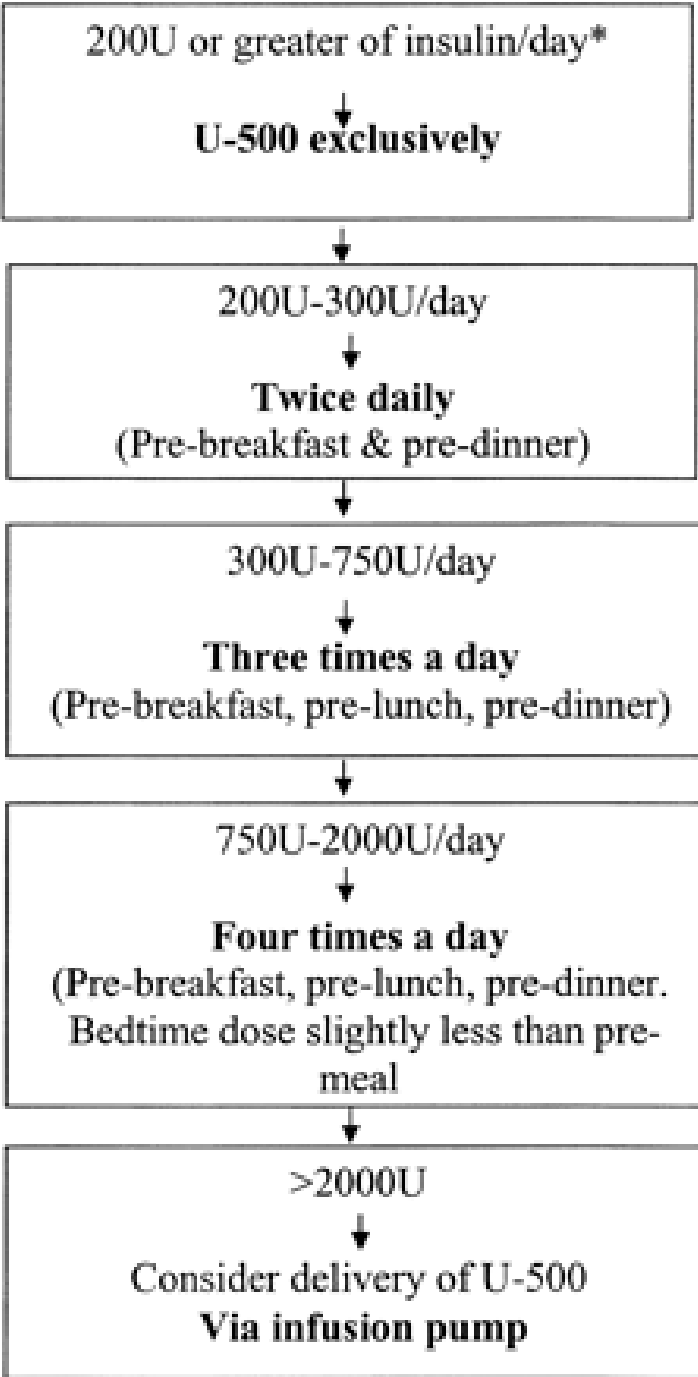 200U or greater of insulin/day*
U-500 exclusively
200U-300U/day
Twice daily
(Pre-breakfast & pre-dinner)
300U-750U/day
Three times a day
(Pre-breakfast, pre-lunch, pre-dinner)
750U-2000U/day
Four times a day
(Pre-breakfast, pre-lunch, pre-dinner.
Bedtime dose slightly less than pre-
meal
>2000U
Consider delivery of U-500
Via infusion pump